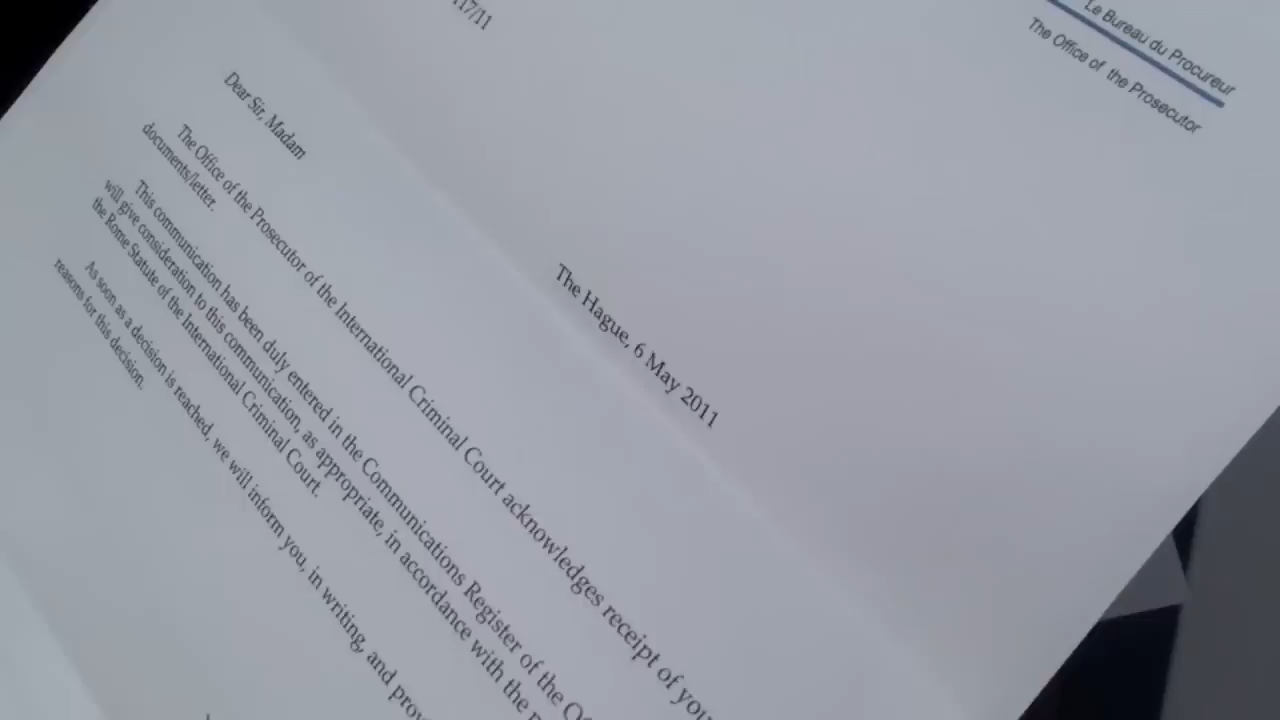 Le Bureau du Procureur
The Office of the Prosecutor
17/11
The Hague, 6 May 2011
Dear Sir, Madam
The Office of the Prosecutor of the International Criminal Court acknowledges receipt of
documents/letter.
This communication has been duly entered in the Communications Register of the
will give consideration to this communication, as appropriate, in accordance with the
the Rome Statute of the International Criminal Court.
As soon as a decision is reached, we will inform you, in writing, and
reasons for this decision.